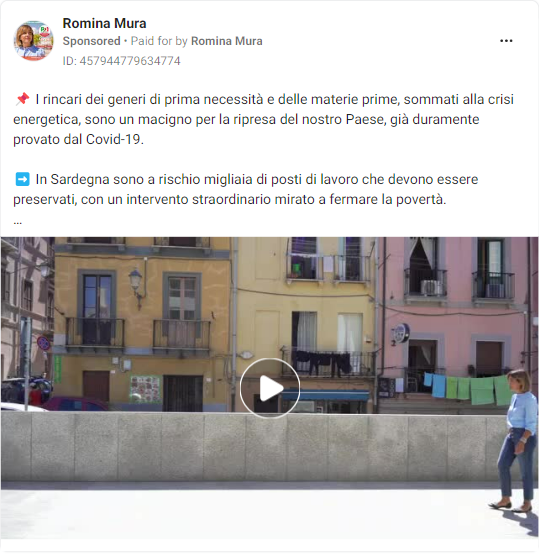 Romina Mura
Sponsored • Paid for by Romina Mura
ID: 457944779634774
📌 I rincari dei generi di prima necessità e delle materie prime, sommati alla crisi
energetica, sono un macigno per la ripresa del nostro Paese, già duramente
provato dal Covid-19.
➡️ In Sardegna sono a rischio migliaia di posti di lavoro che devono essere
preservati, con un intervento straordinario mirato a fermare la povertà.
...